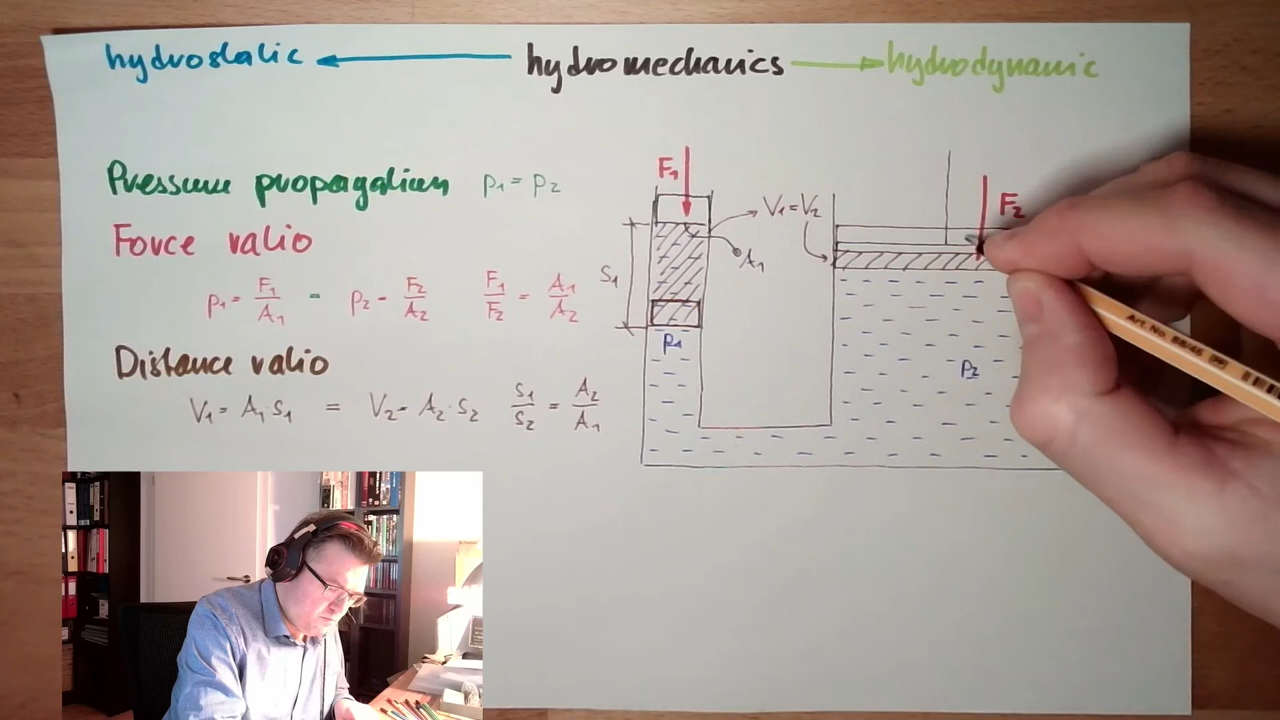 hydrostatic hydromechanics hydrodynamic
Pressure propagation p₁ = p₂
Force ratio
p₁ = F₁/A₁ = p₂ = F₂/A₂ F₁/F₂ = A₁/A₂
Distance ratio
V₁ = A₁·s₁ = V₂ = A₂·s₂ s₁/s₂ = A₂/A₁
F₁
V₁=V₂
F₂
A₁
s₁
p₁
p₂
Art. No.